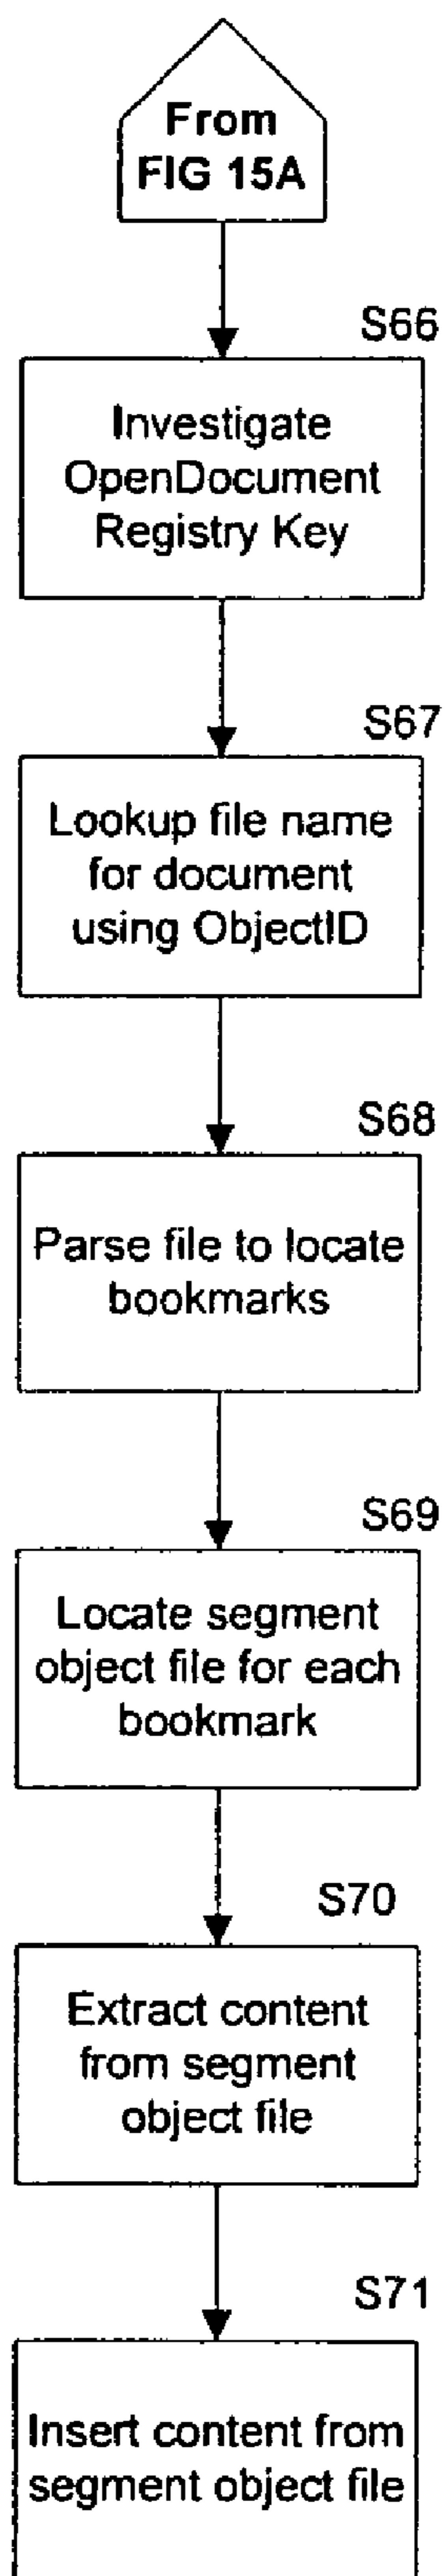 From
FIG 15A
S66
Investigate
OpenDocument
Registry Key
S67
Lookup file name
for document
using ObjectID
S68
Parse file to locate
bookmarks
S69
Locate segment
object file for each
bookmark
S70
Extract content
from segment
object file
S71
Insert content from
segment object file